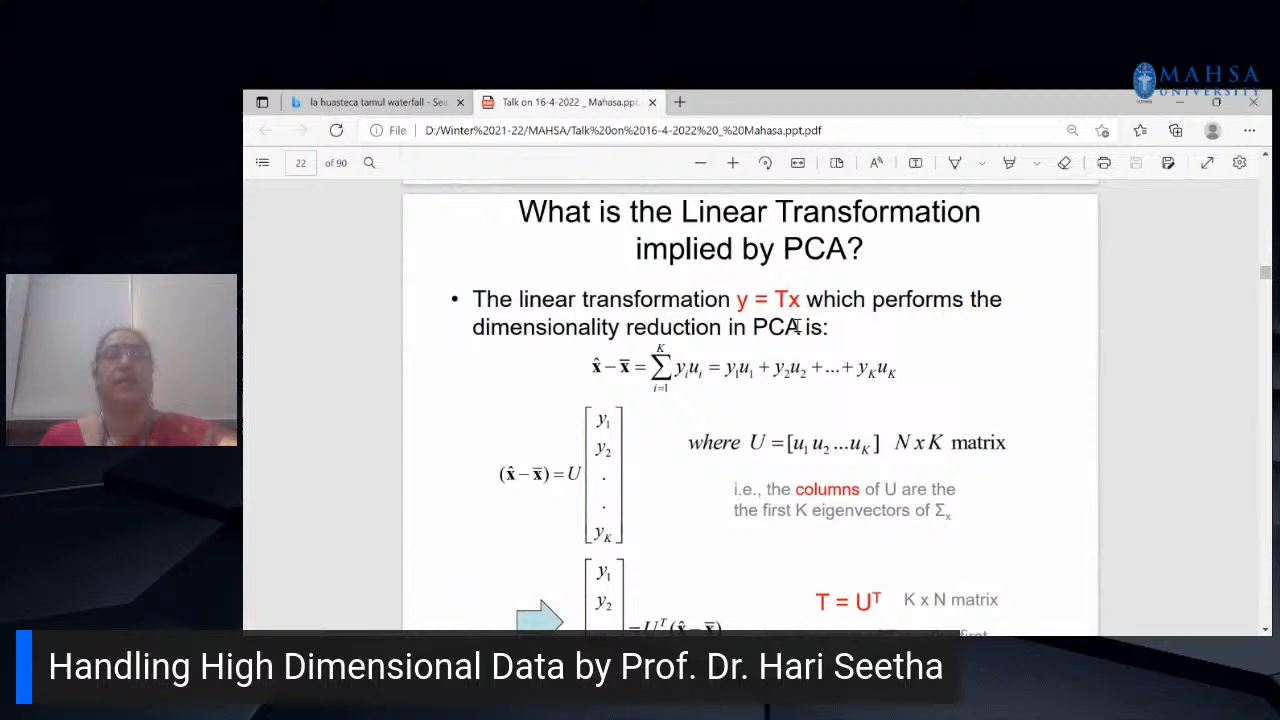 MAHSA
UNIVERSITY
la huasteca tamul waterfall - Sea
Talk on 16-4-2022 _ Mahasa.ppt.
File
D:/Winter%2021-22/MAHSA/Talk%20on%2016-4-2022%20_%20Mahasa.ppt.pdf
22 of 90
What is the Linear Transformation
implied by PCA?
• The linear transformation y = Tx which performs the
dimensionality reduction in PCA is:
x̂ − x̄ = ∑_{i=1}^{K} y_i u_i = y_1u_1 + y_2u_2 + ... + y_Ku_K
(x̂ − x̄) = U [y_1 y_2 . . y_K]
where U = [u_1 u_2 ... u_K] N x K matrix
i.e., the columns of U are the
the first K eigenvectors of Σ_x
y_1
y_2
= U^T (x̂ − x̄)
T = U^T K x N matrix
first
Handling High Dimensional Data by Prof. Dr. Hari Seetha